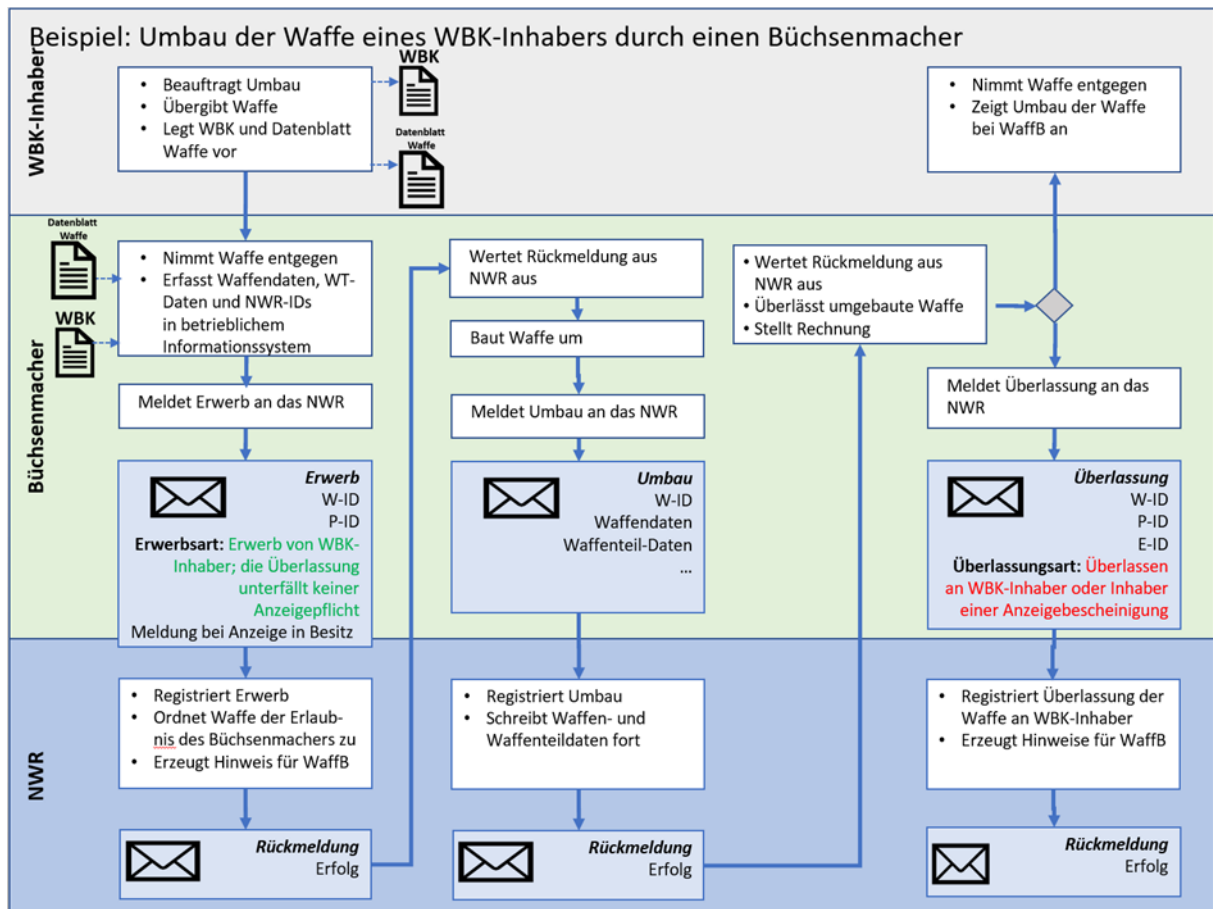 Beispiel: Umbau der Waffe eines WBK-Inhabers durch einen Büchsenmacher
WBK-Inhaber
• Beauftragt Umbau
• Übergibt Waffe
• Legt WBK und Datenblatt
Waffe vor
WBK
Datenblatt
Waffe
• Nimmt Waffe entgegen
• Zeigt Umbau der Waffe
bei WaffB an
Büchsenmacher
Datenblatt
Waffe
WBK
• Nimmt Waffe entgegen
• Erfasst Waffendaten, WT-
Daten und NWR-IDs
in betrieblichem
Informationssystem
Meldet Erwerb an das NWR
Erwerb
W-ID
P-ID
Erwerbsart: Erwerb von WBK-
Inhaber; die Überlassung
unterfällt keiner
Anzeigepflicht
Meldung bei Anzeige in Besitz
Wertet Rückmeldung aus
NWR aus
Baut Waffe um
Meldet Umbau an das NWR
Umbau
W-ID
Waffendaten
Waffenteil-Daten
...
• Wertet Rückmeldung aus
NWR aus
• Überlässt umgebaute Waffe
• Stellt Rechnung
Meldet Überlassung an das
NWR
Überlassung
W-ID
P-ID
E-ID
Überlassungsart: Überlassen
an WBK-Inhaber oder Inhaber
einer Anzeigebescheinigung
NWR
• Registriert Erwerb
• Ordnet Waffe der Erlaub-
nis des Büchsenmachers zu
• Erzeugt Hinweis für WaffB
Rückmeldung
Erfolg
• Registriert Umbau
• Schreibt Waffen- und
Waffenteildaten fort
Rückmeldung
Erfolg
• Registriert Überlassung der
Waffe an WBK-Inhaber
• Erzeugt Hinweise für WaffB
Rückmeldung
Erfolg